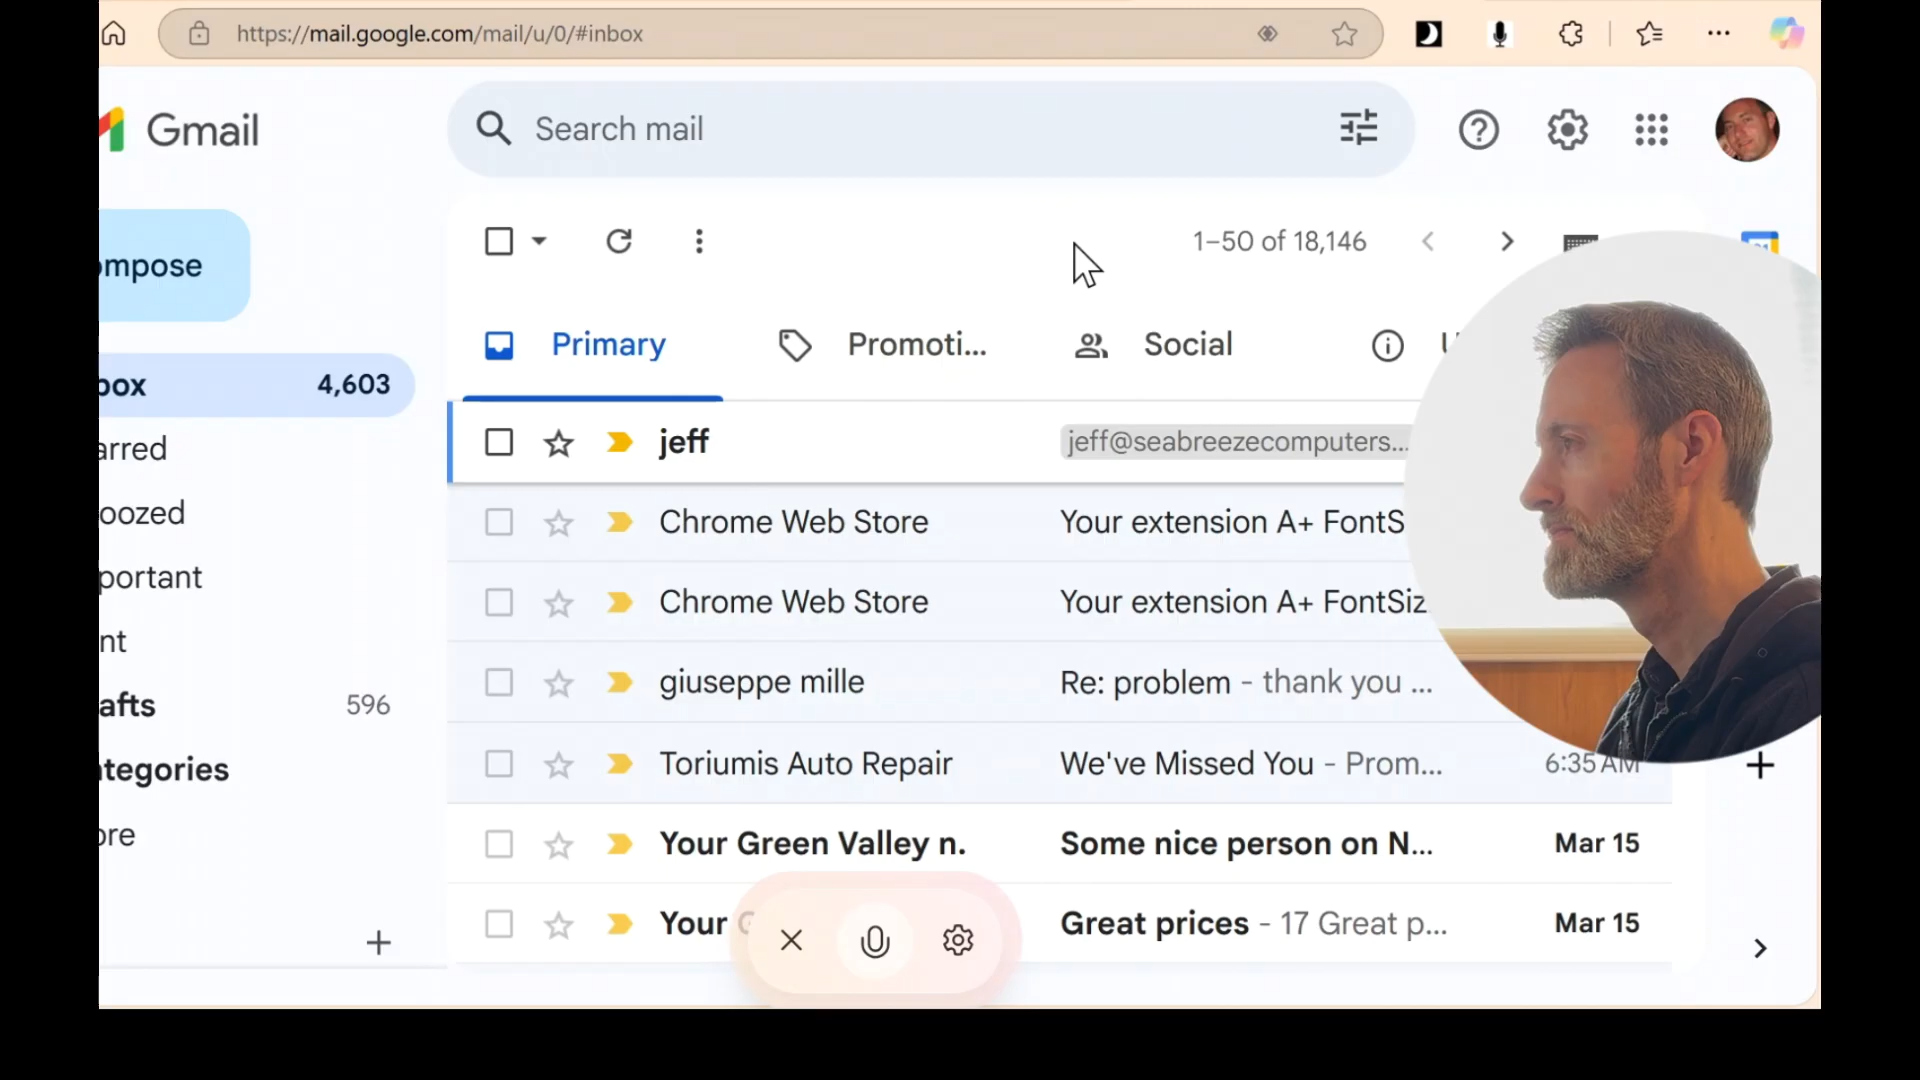 https://mail.google.com/mail/u/0/#inbox
Gmail
Search mail
ompose
1–50 of 18,146
Primary
Promoti...
Social
box 4,603
arred
jeff jeff@seabreezecomputers...
oozed
Chrome Web Store Your extension A+ FontS
portant
Chrome Web Store Your extension A+ FontSiz
nt
giuseppe mille Re: problem - thank you ...
afts 596
Toriumis Auto Repair We've Missed You - Prom... 6:35 AM
ategories
ore
Your Green Valley n. Some nice person on N... Mar 15
Your Great prices - 17 Great p... Mar 15